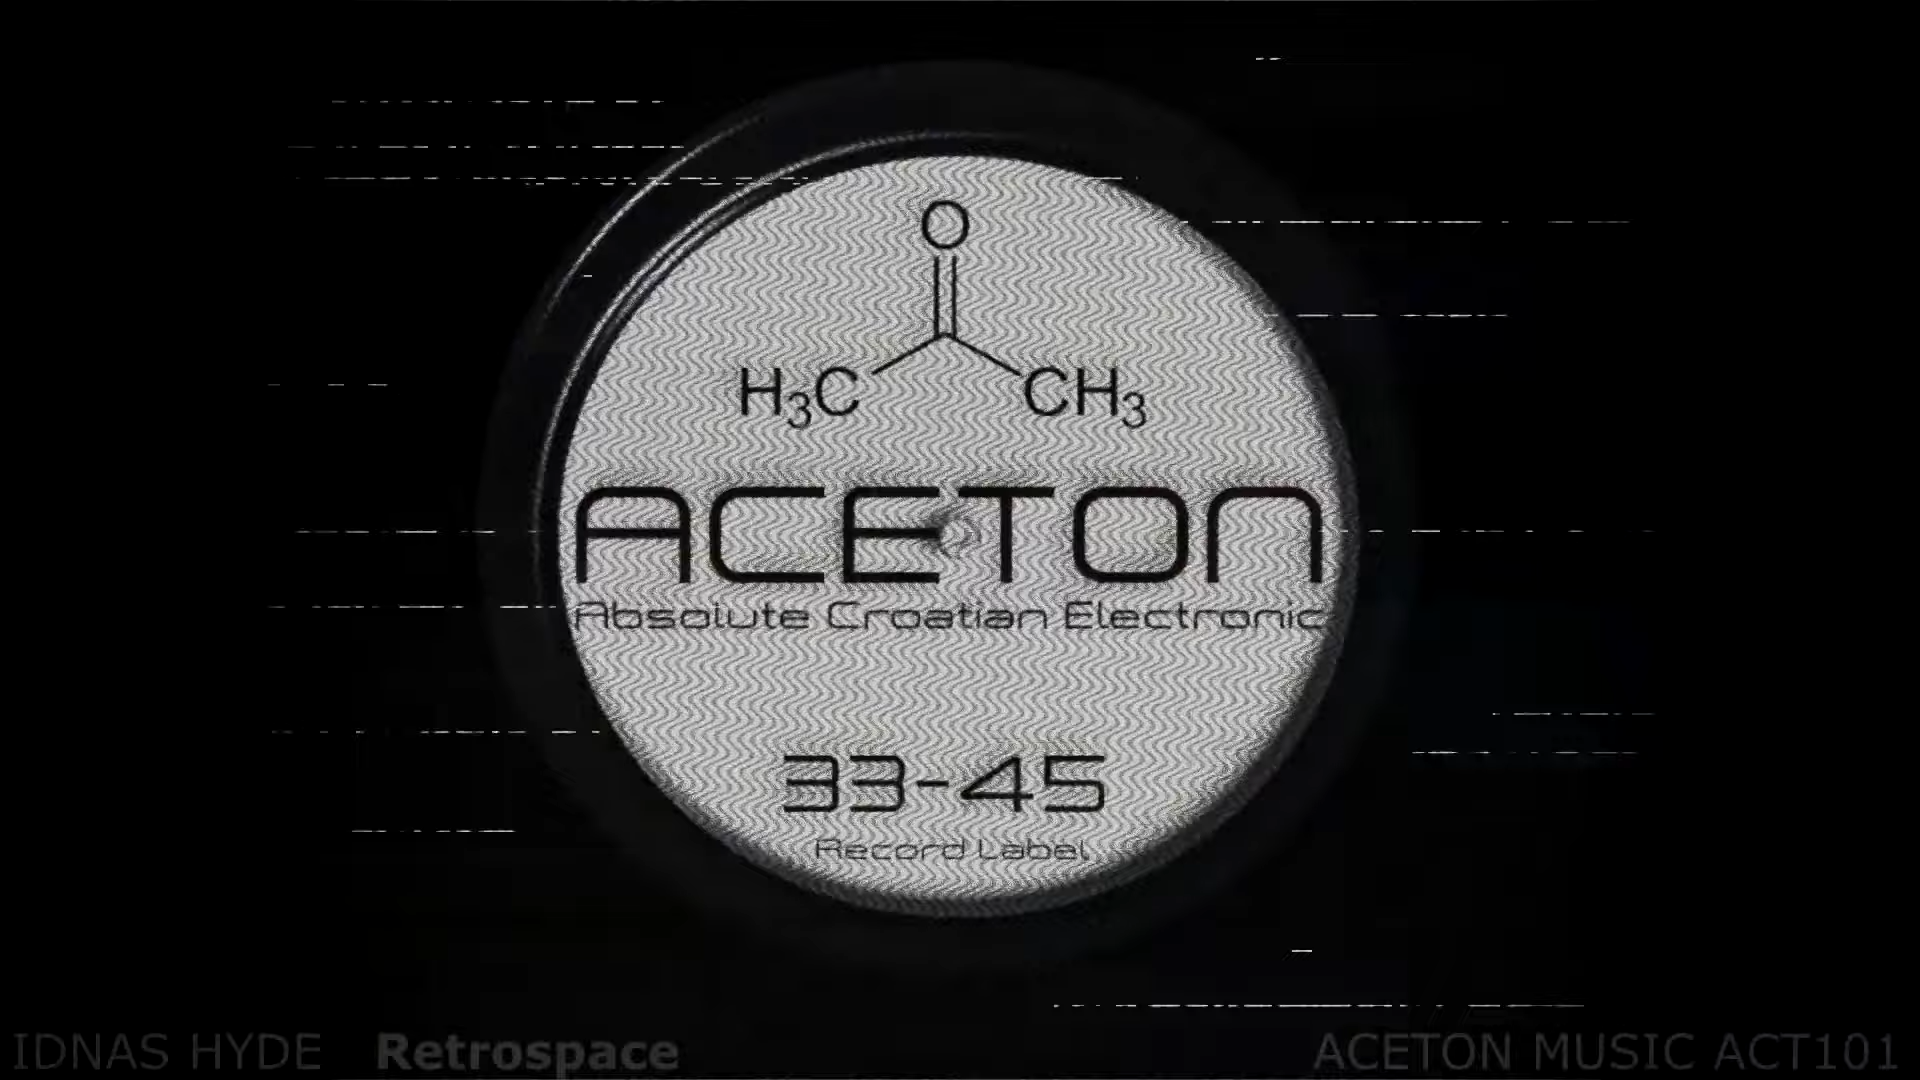 O
H₃C CH₃
ACETON
Absolute Croatian Electronic
33-45
Record Label
IDNAS HYDE Retrospace ACETON MUSIC ACT101